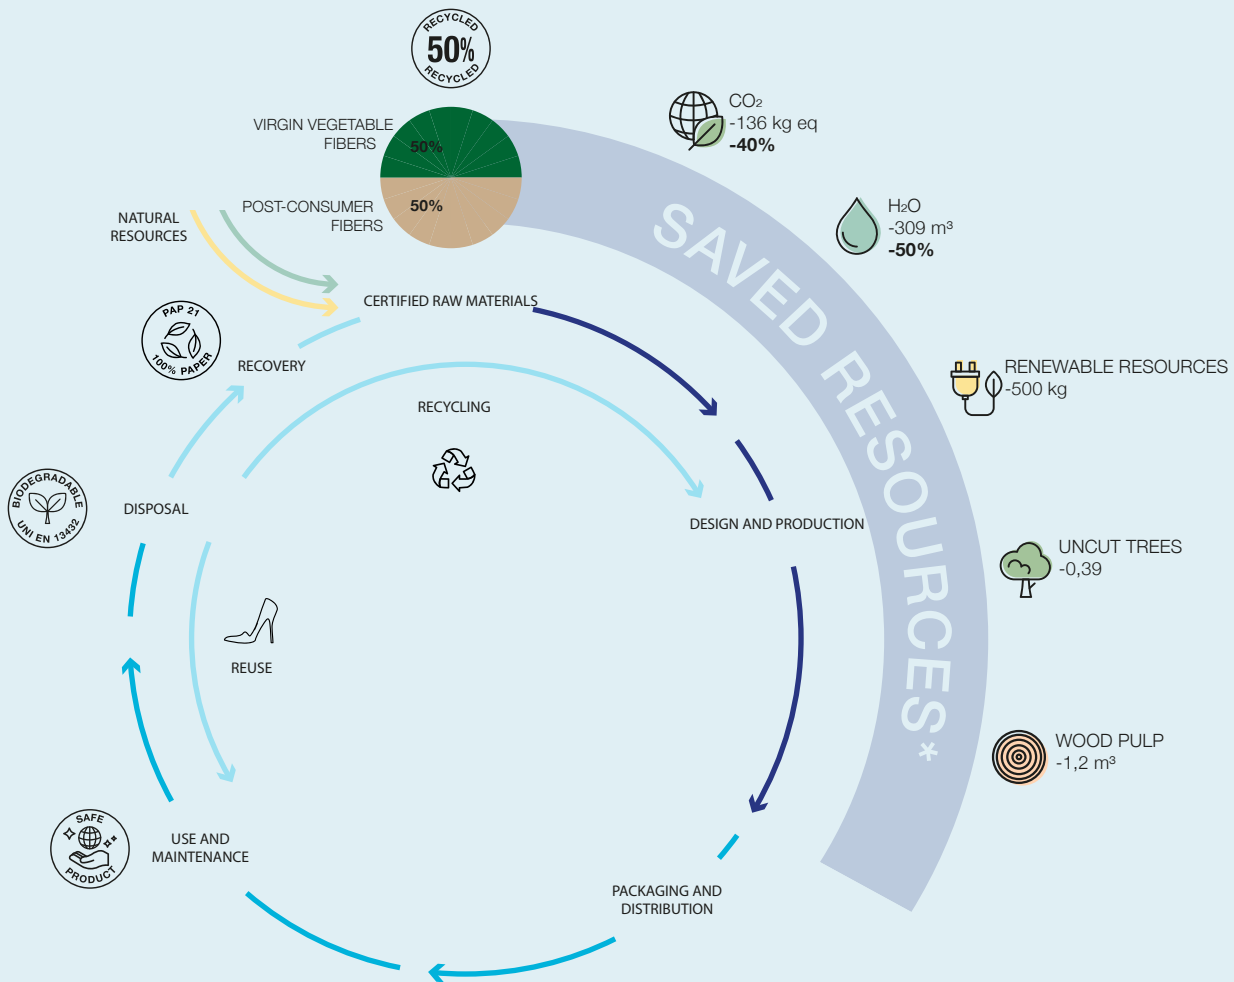 RECYCLED
50%
RECYCLED
VIRGIN VEGETABLE
FIBERS
50%
POST-CONSUMER
FIBERS
50%
CO₂
-136 kg eq
-40%
H₂O
-309 m³
-50%
NATURAL
RESOURCES
SAVED RESOURCES*
CERTIFIED RAW MATERIALS
PAP 21
100% PAPER
RECOVERY
RENEWABLE RESOURCES
-500 kg
RECYCLING
BIODEGRADABLE
UNI EN 13432
DISPOSAL
DESIGN AND PRODUCTION
UNCUT TREES
-0,39
REUSE
WOOD PULP
-1,2 m³
SAFE
PRODUCT
USE AND
MAINTENANCE
PACKAGING AND
DISTRIBUTION